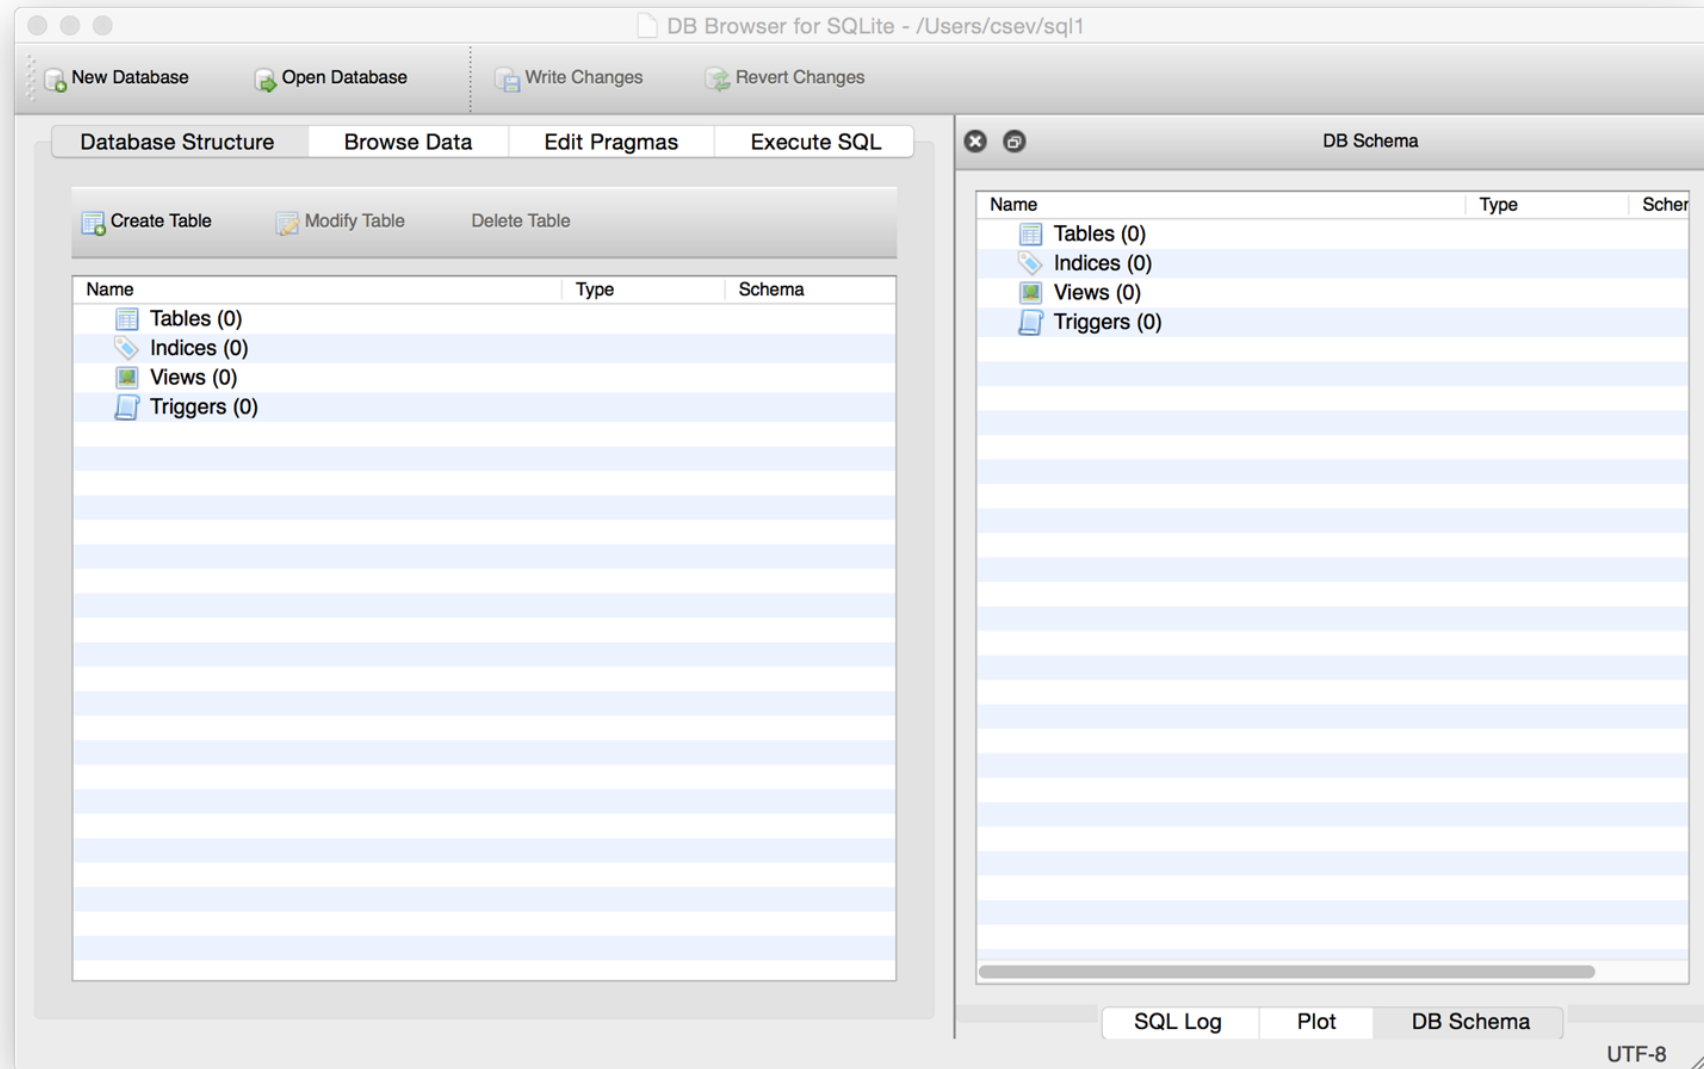 DB Browser for SQLite - /Users/csev/sql1
New Database Open Database Write Changes Revert Changes
Database Structure Browse Data Edit Pragmas Execute SQL
Create Table Modify Table Delete Table
Name Type Schema
Tables (0)
Indices (0)
Views (0)
Triggers (0)
DB Schema
Name Type Schem
Tables (0)
Indices (0)
Views (0)
Triggers (0)
SQL Log Plot DB Schema
UTF-8